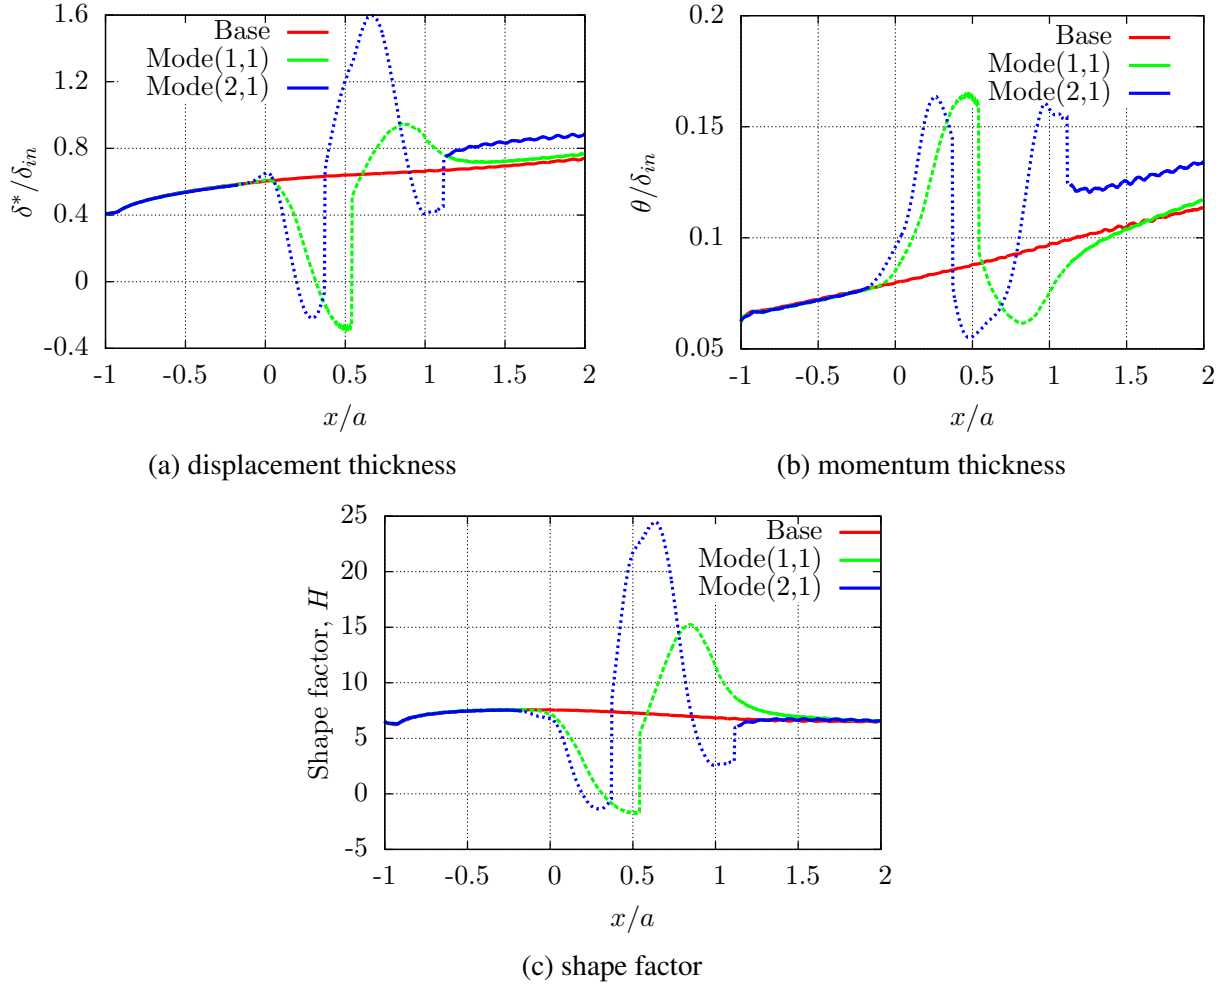 1.6
1.2
0.8
0.4
0
-0.4
δ*/δin
Base
Mode(1,1)
Mode(2,1)
-1 -0.5 0 0.5 1 1.5 2
x/a
(a) displacement thickness
0.2
0.15
0.1
0.05
θ/δin
Base
Mode(1,1)
Mode(2,1)
-1 -0.5 0 0.5 1 1.5 2
x/a
(b) momentum thickness
25
20
15
10
5
0
-5
Shape factor, H
Base
Mode(1,1)
Mode(2,1)
-1 -0.5 0 0.5 1 1.5 2
x/a
(c) shape factor